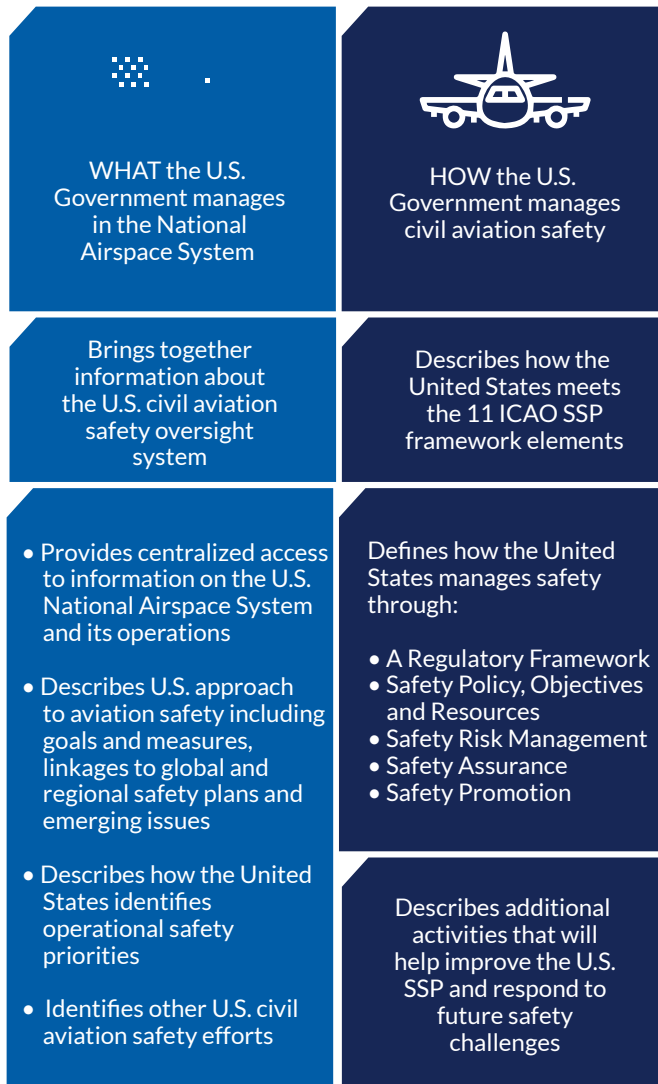 WHAT the U.S.
Government manages
in the National
Airspace System
Brings together
information about
the U.S. civil aviation
safety oversight
system
• Provides centralized access
to information on the U.S.
National Airspace System
and its operations
• Describes U.S. approach
to aviation safety including
goals and measures,
linkages to global and
regional safety plans and
emerging issues
• Describes how the United
States identifies
operational safety
priorities
• Identifies other U.S. civil
aviation safety efforts
HOW the U.S.
Government manages
civil aviation safety
Describes how the
United States meets
the 11 ICAO SSP
framework elements
Defines how the United
States manages safety
through:
• A Regulatory Framework
• Safety Policy, Objectives
and Resources
• Safety Risk Management
• Safety Assurance
• Safety Promotion
Describes additional
activities that will
help improve the U.S.
SSP and respond to
future safety
challenges